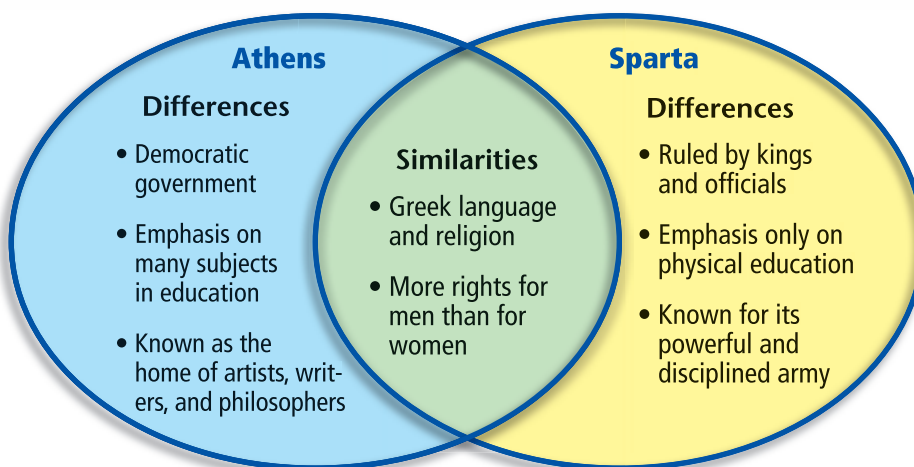 Athens
Differences
• Democratic
government
• Emphasis on
many subjects
in education
• Known as the
home of artists, writ-
ers, and philosophers
Similarities
• Greek language
and religion
• More rights for
men than for
women
Sparta
Differences
• Ruled by kings
and officials
• Emphasis only on
physical education
• Known for its
powerful and
disciplined army